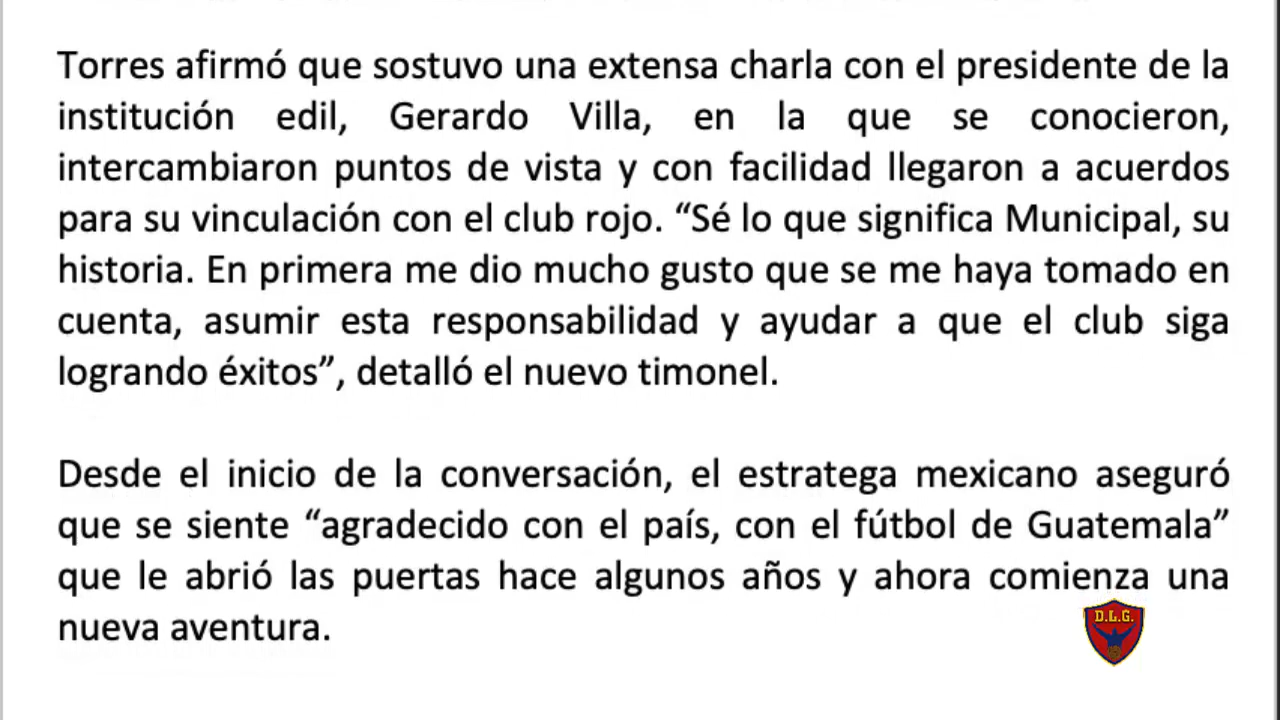 Torres afirmó que sostuvo una extensa charla con el presidente de la
institución edil, Gerardo Villa, en la que se conocieron,
intercambiaron puntos de vista y con facilidad llegaron a acuerdos
para su vinculación con el club rojo. “Sé lo que significa Municipal, su
historia. En primera me dio mucho gusto que se me haya tomado en
cuenta, asumir esta responsabilidad y ayudar a que el club siga
logrando éxitos”, detalló el nuevo timonel.
Desde el inicio de la conversación, el estratega mexicano aseguró
que se siente “agradecido con el país, con el fútbol de Guatemala”
que le abrió las puertas hace algunos años y ahora comienza una
nueva aventura.
D.L.G.